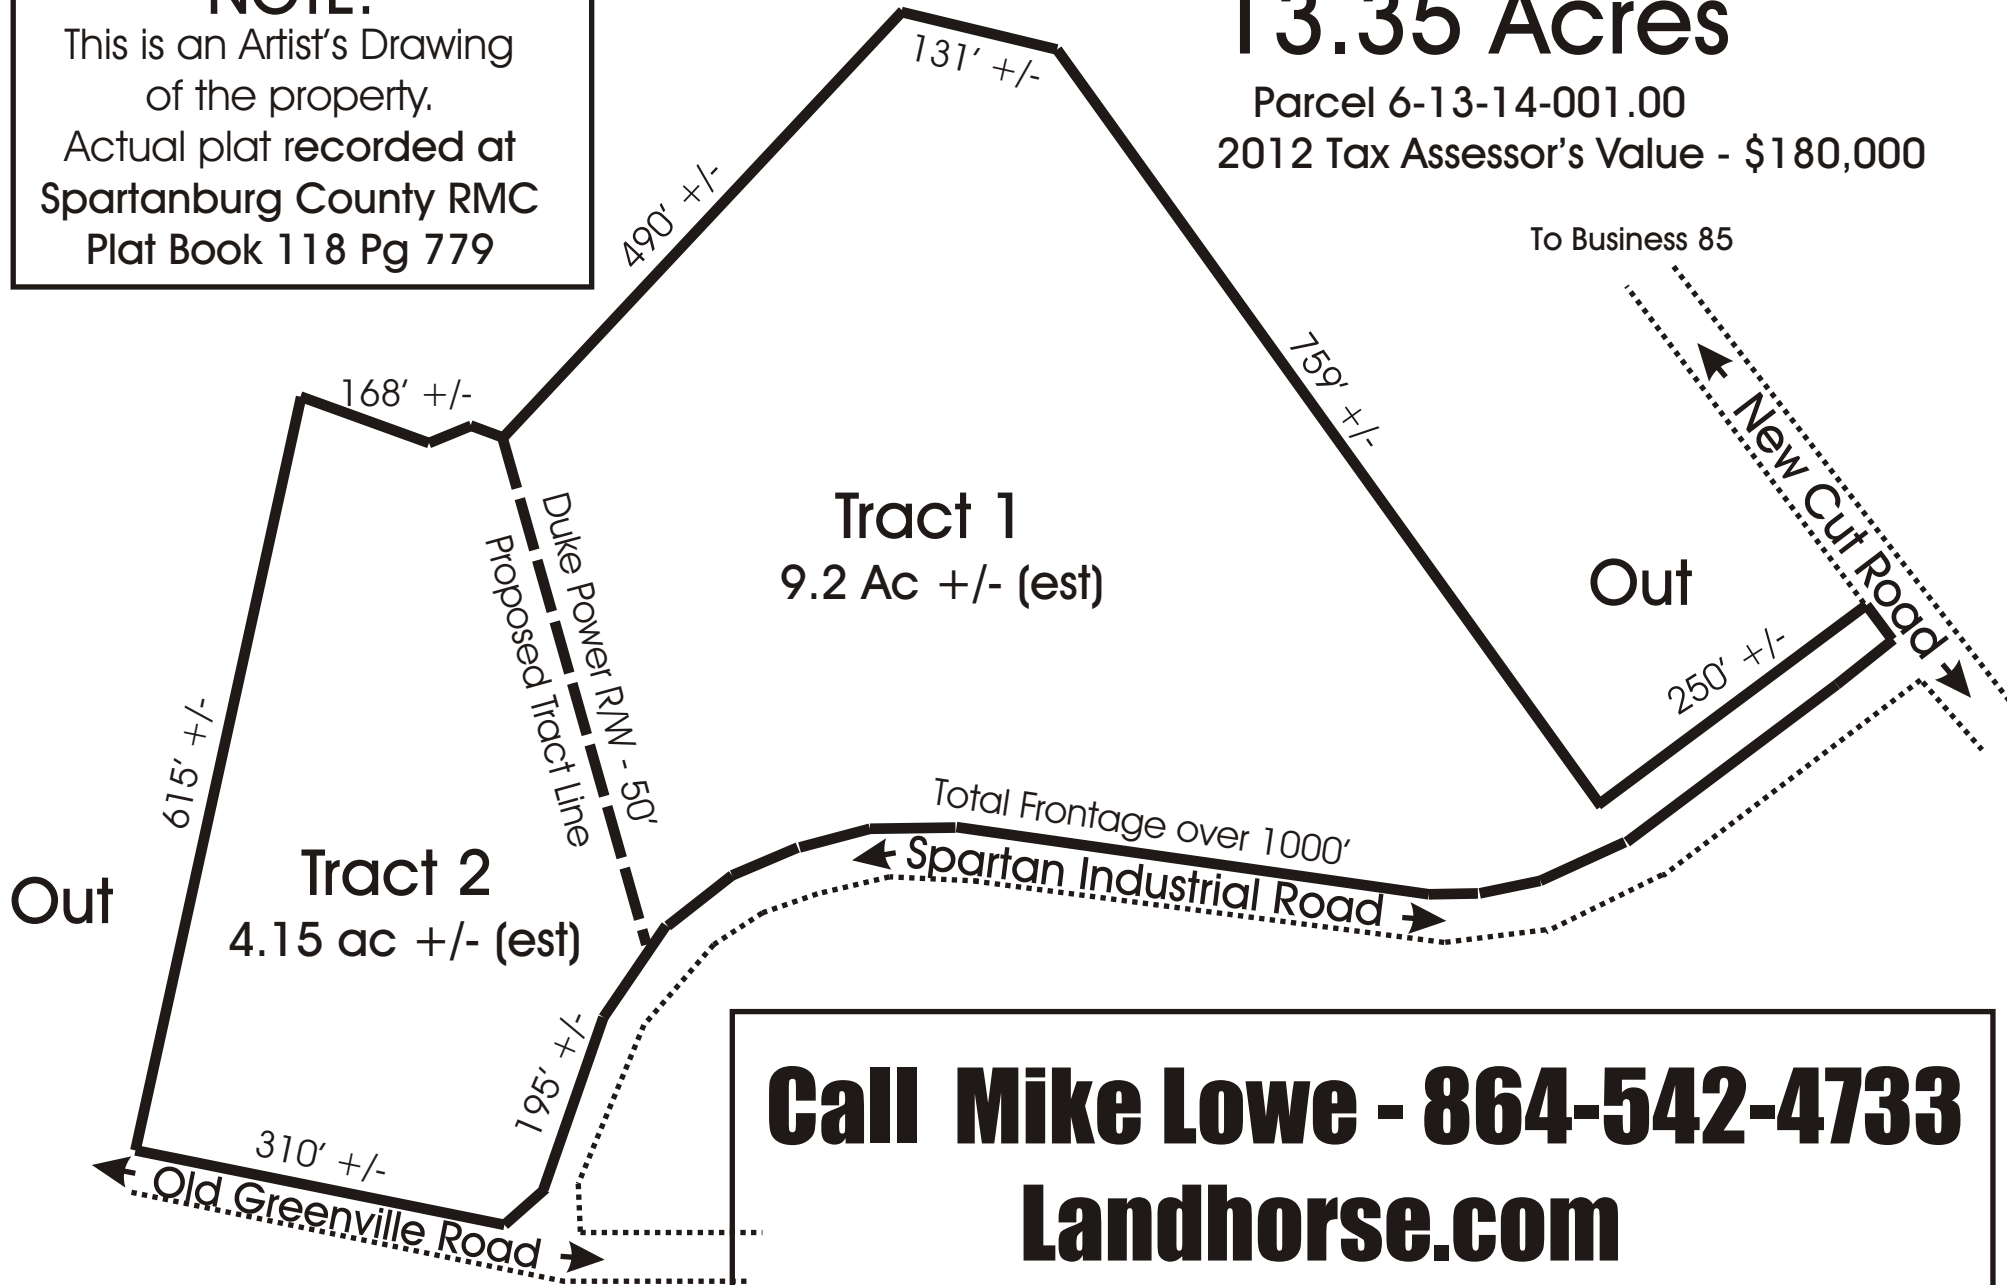 NOTE:
This is an Artist's Drawing
of the property.
Actual plat recorded at
Spartanburg County RMC
Plat Book 118 Pg 779
13.35 Acres
Parcel 6-13-14-001.00
2012 Tax Assessor's Value - $180,000
To Business 85
131' +/-
490' +/-
759' +/-
168' +/-
New Cut Road
Tract 1
9.2 Ac +/- (est)
Out
250' +/-
Duke Power R/W - 50'
Proposed Tract Line
615' +/-
Total Frontage over 1000'
Spartan Industrial Road
Tract 2
4.15 ac +/- (est)
Out
195' +/-
310' +/-
Old Greenville Road
Call Mike Lowe - 864-542-4733
Landhorse.com